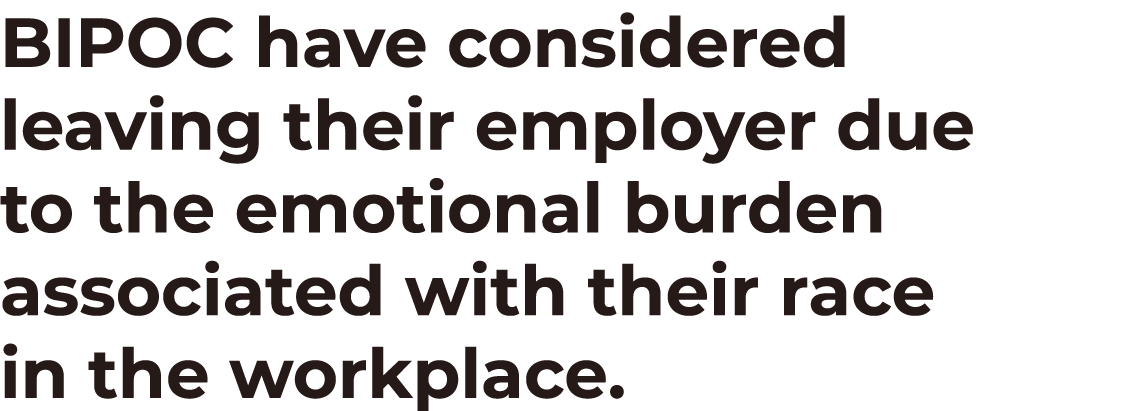 BIPOC have considered
leaving their employer due
to the emotional burden
associated with their race
in the workplace.